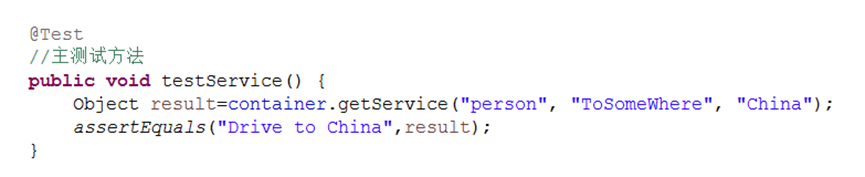 @Test
//主测试方法
public void testService() {
    Object result=container.getService("person", "ToSomeWhere", "China");
    assertEquals("Drive to China",result);
}